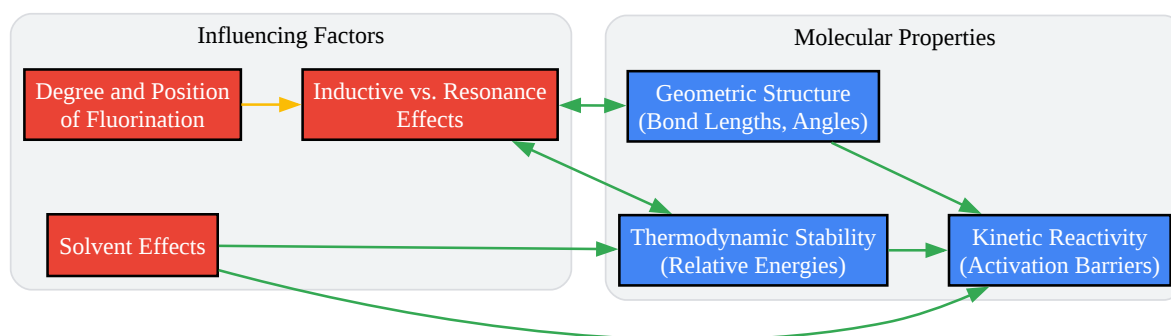 Influencing Factors
Degree and Position
of Fluorination
Inductive vs. Resonance
Effects
Solvent Effects
Molecular Properties
Geometric Structure
(Bond Lengths, Angles)
Thermodynamic Stability
(Relative Energies)
Kinetic Reactivity
(Activation Barriers)